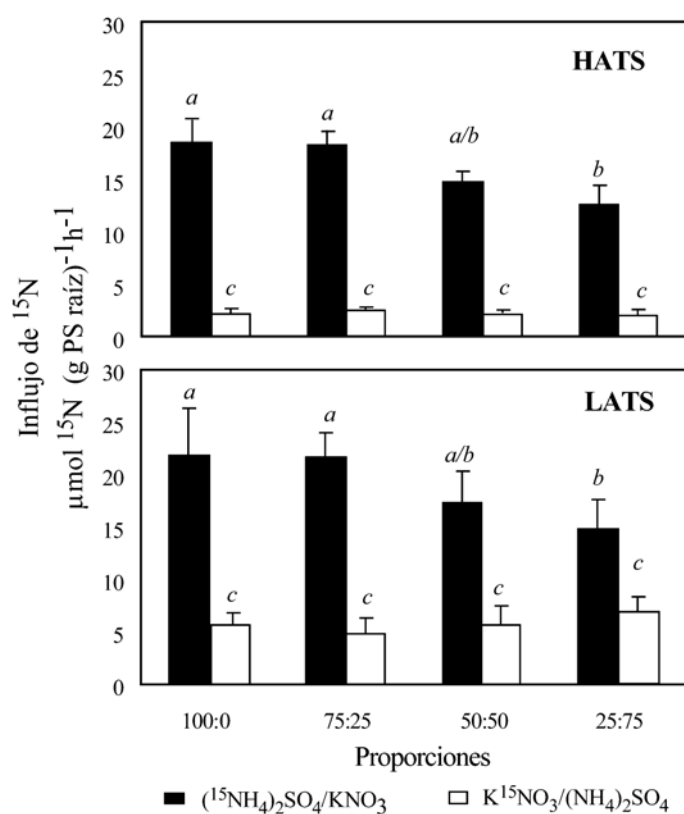 Influjo de ¹⁵N
µmol ¹⁵N (g PS raíz)-1h-1
30
25
20
15
10
5
0
HATS
a
a
a/b
b
c
c
c
c
30
25
20
15
10
5
0
LATS
a
a
a/b
b
c
c
c
c
100:0
75:25
50:50
25:75
Proporciones
(¹⁵NH₄)₂SO₄/KNO₃
K¹⁵NO₃/(NH₄)₂SO₄